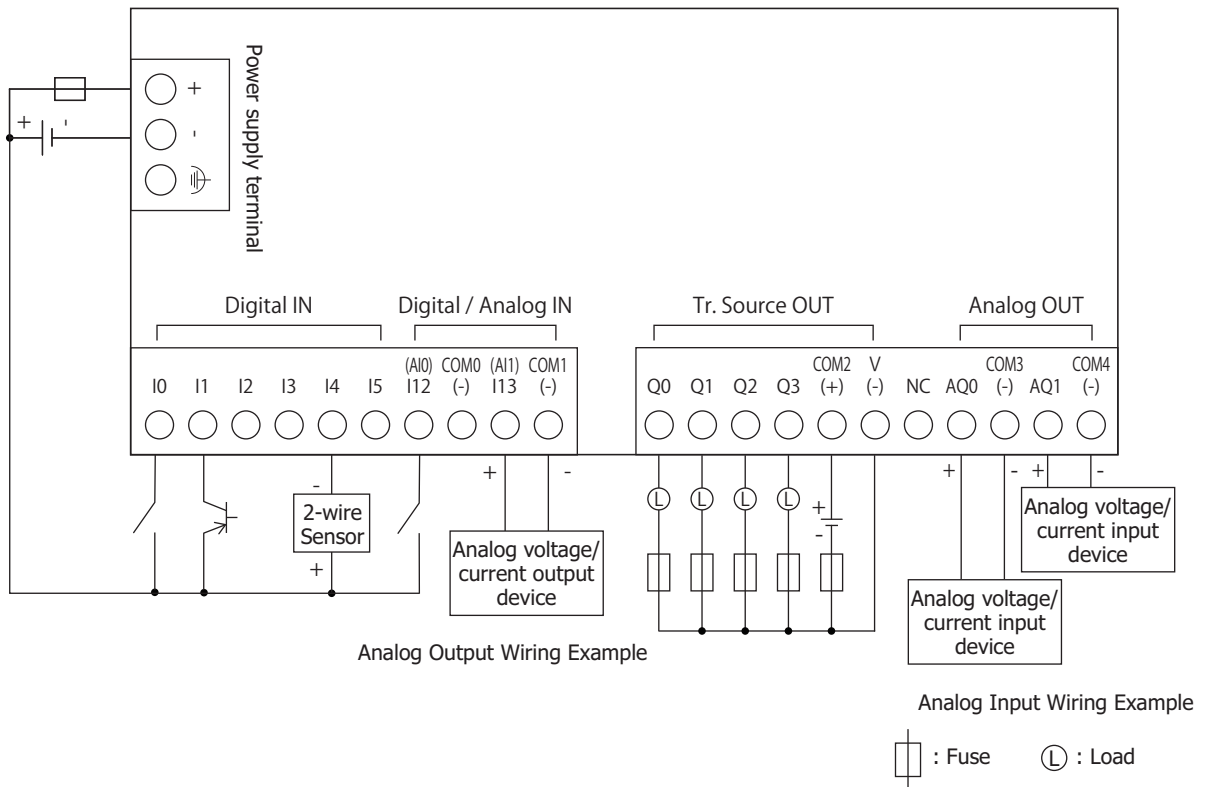 Power supply terminal
+
-
+ -
Digital IN
Digital / Analog IN
Tr. Source OUT
Analog OUT
(AI0) COM0 (AI1) COM1
I0 I1 I2 I3 I4 I5 I12 (-) I13 (-)
COM2 V COM3 COM4
Q0 Q1 Q2 Q3 (+) (-) NC AQ0 (-) AQ1 (-)
-
2-wire
Sensor
+
+ -
Analog voltage/
current output
device
L L L L
+
-
+ -
Analog voltage/
current input
device
+ -
Analog voltage/
current input
device
Analog Output Wiring Example
Analog Input Wiring Example
: Fuse
L : Load